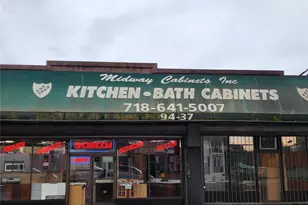 Midway Cabinets Inc
KITCHEN • BATH CABINETS
718-641-5007
94-37
SHOWROOM